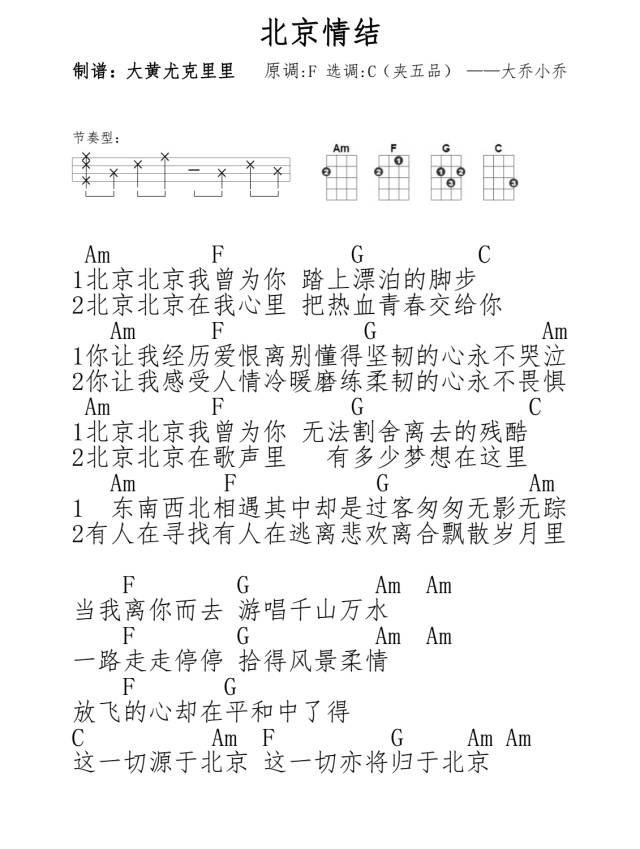 北京情结
制谱：大黄尤克里里 原调:F 选调:C（夹五品） ——大乔小乔
节奏型：
Am F G C
2 1 2 1 2 2 3 3
Am F G C
1北京北京我曾为你 踏上漂泊的脚步
2北京北京在我心里 把热血青春交给你
Am F G Am
1你让我经历爱恨离别懂得坚韧的心永不哭泣
2你让我感受人情冷暖磨练柔韧的心永不畏惧
Am F G C
1北京北京我曾为你 无法割舍离去的残酷
2北京北京在歌声里 有多少梦想在这里
Am F G Am
1 东南西北相遇其中却是过客匆匆无影无踪
2有人在寻找有人在逃离悲欢离合飘散岁月里
F G Am Am
当我离你而去 游唱千山万水
F G Am Am
一路走走停停 拾得风景柔情
F G
放飞的心却在平和中了得
C Am F G Am Am
这一切源于北京 这一切亦将归于北京